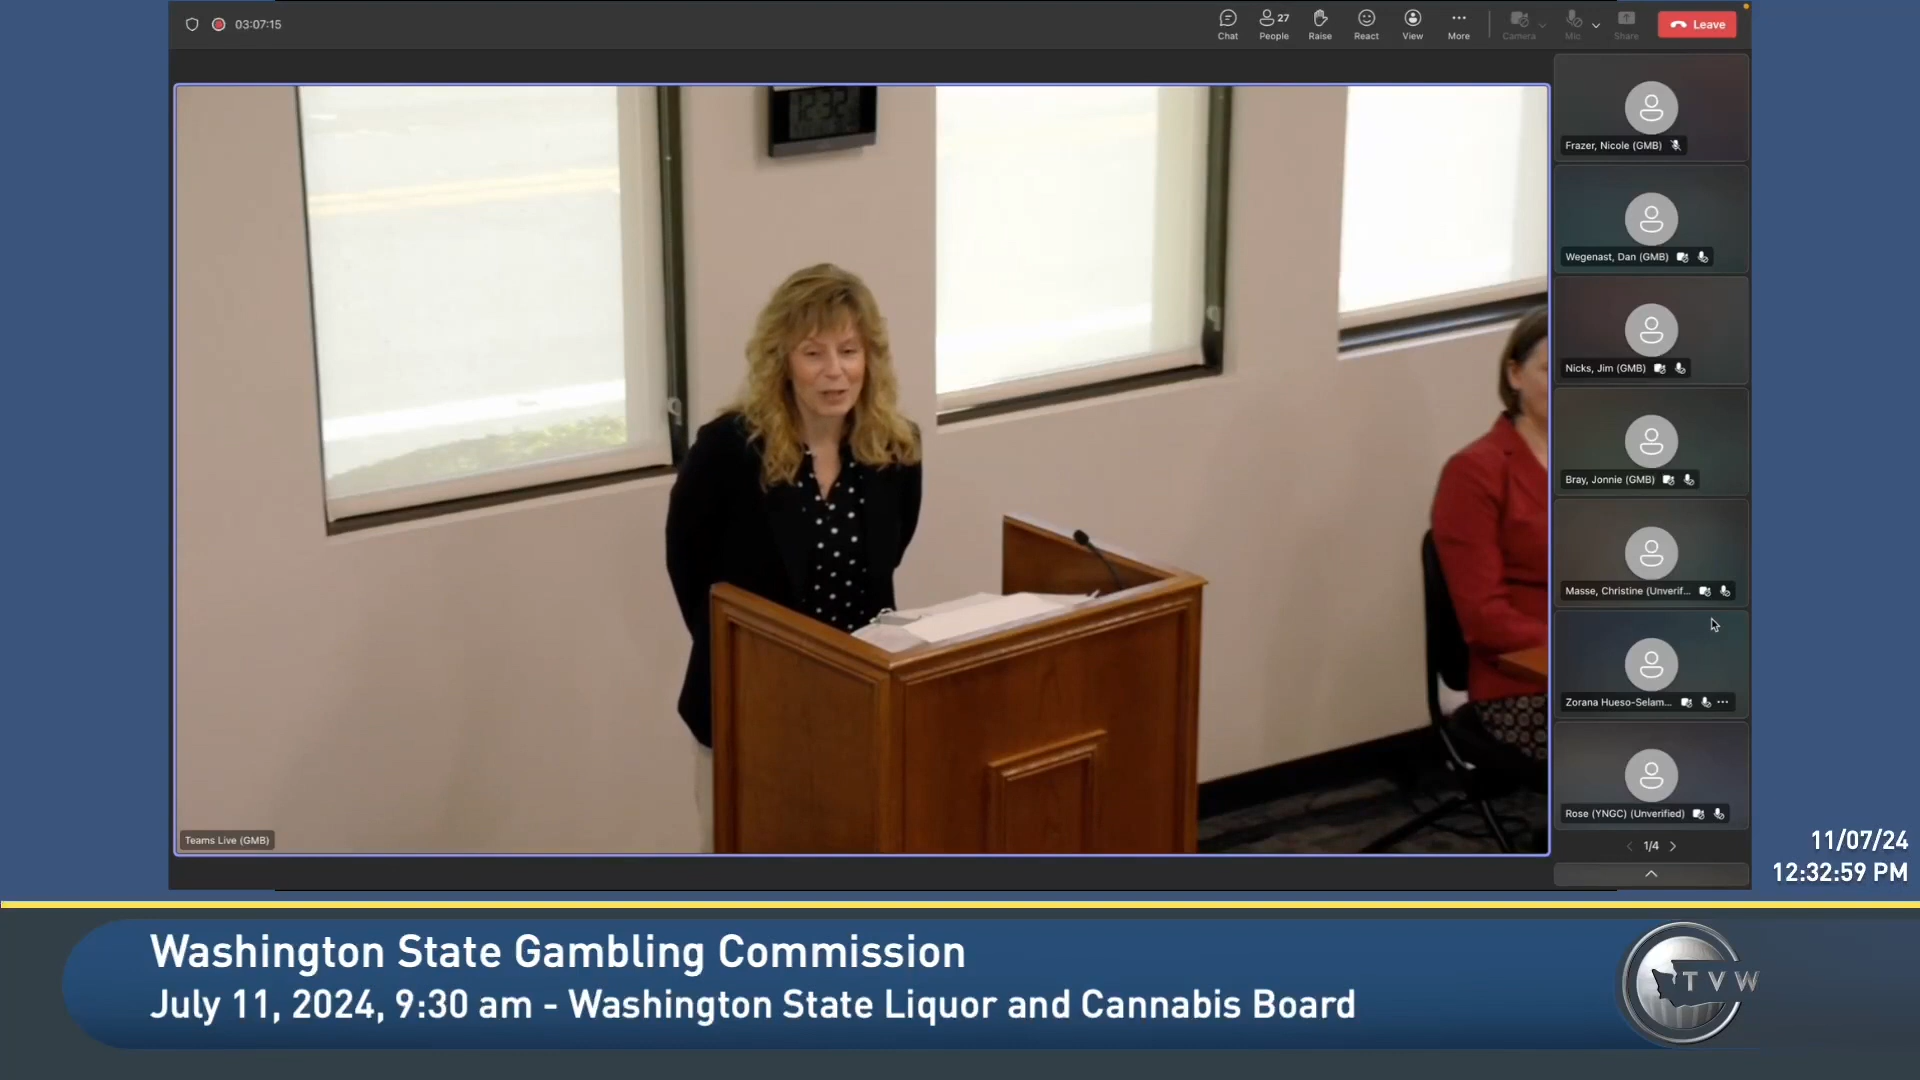 03:07:15
27
Chat
People
Raise
React
View
More
Camera
Mic
Share
Leave
12:32
Frazer, Nicole (GMB)
Wegenast, Dan (GMB)
Nicks, Jim (GMB)
Bray, Jonnie (GMB)
Masse, Christine (Unverif...
Zorana Hueso-Selam...
Rose (YNGC) (Unverified)
1/4
Teams Live (GMB)
11/07/24
12:32:59 PM
Washington State Gambling Commission
July 11, 2024, 9:30 am - Washington State Liquor and Cannabis Board
TVW